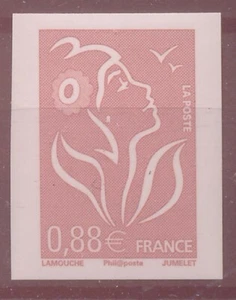 LA POSTE
0,88€ FRANCE
LAMOUCHE Phil@poste JUMELET